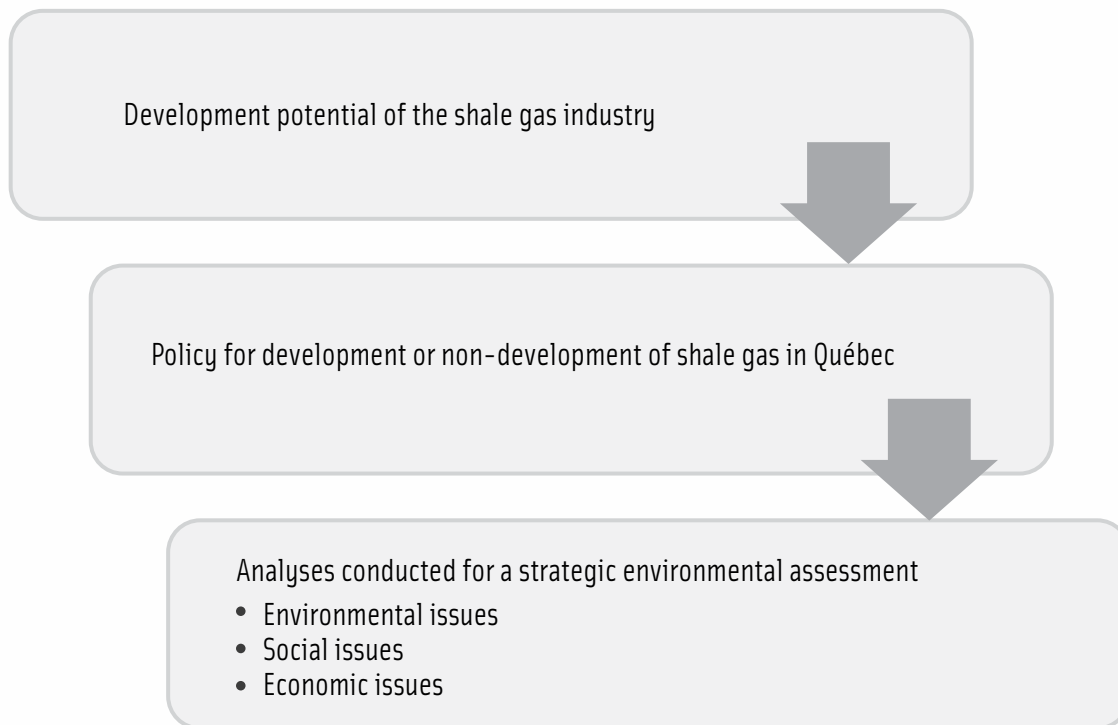 Development potential of the shale gas industry
Policy for development or non-development of shale gas in Québec
Analyses conducted for a strategic environmental assessment
• Environmental issues
• Social issues
• Economic issues